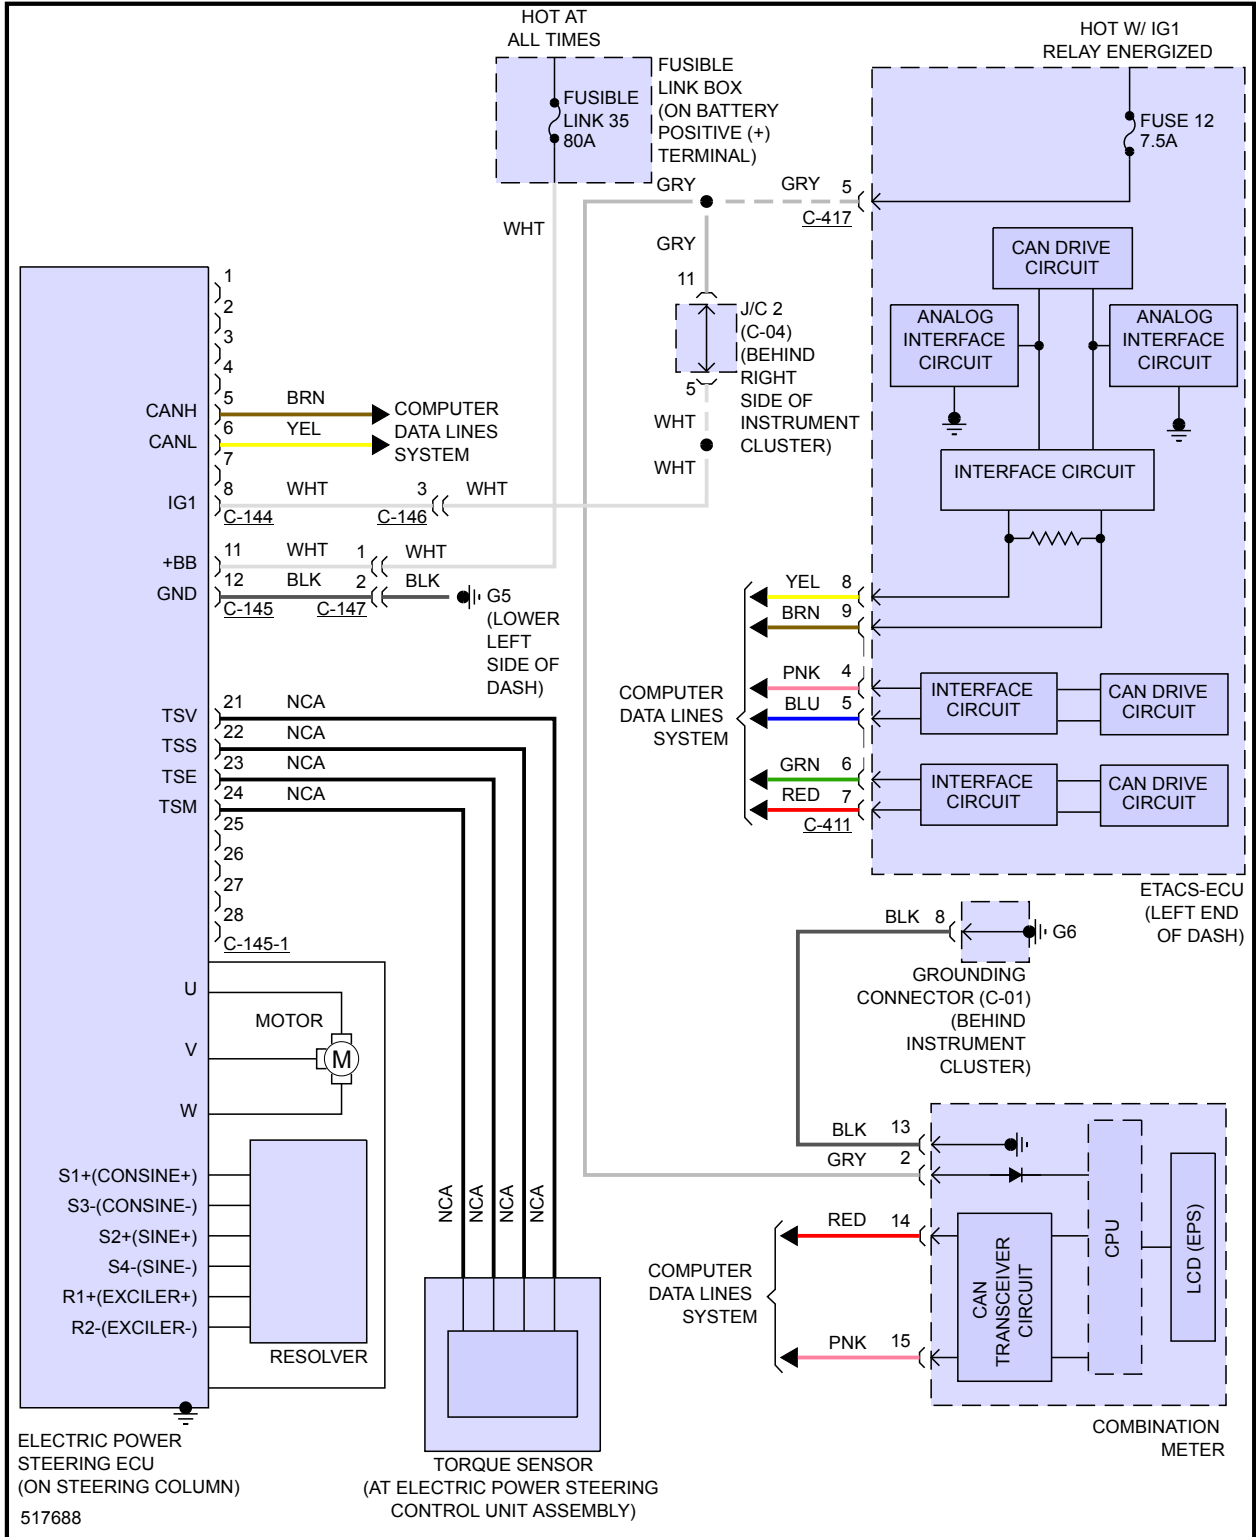 HOT AT
ALL TIMES
HOT W/ IG1
RELAY ENERGIZED
FUSIBLE
LINK 35
80A
FUSIBLE
LINK BOX
(ON BATTERY
POSITIVE (+)
TERMINAL)
FUSE 12
7.5A
GRY
GRY 5
C-417
WHT
GRY
11
J/C 2
(C-04)
(BEHIND
RIGHT
SIDE OF
INSTRUMENT
CLUSTER)
5
WHT
WHT
CAN DRIVE
CIRCUIT
ANALOG
INTERFACE
CIRCUIT
ANALOG
INTERFACE
CIRCUIT
INTERFACE CIRCUIT
1
2
3
4
CANH 5 BRN
CANL 6 YEL
COMPUTER
DATA LINES
SYSTEM
7
IG1 8 WHT 3 WHT
C-144 C-146
+BB 11 WHT 1 WHT
GND 12 BLK 2 BLK
C-145 C-147
G5
(LOWER
LEFT
SIDE OF
DASH)
YEL 8
BRN 9
PNK 4
BLU 5
GRN 6
RED 7
C-411
COMPUTER
DATA LINES
SYSTEM
INTERFACE
CIRCUIT
CAN DRIVE
CIRCUIT
INTERFACE
CIRCUIT
CAN DRIVE
CIRCUIT
ETACS-ECU
(LEFT END
OF DASH)
TSV 21 NCA
TSS 22 NCA
TSE 23 NCA
TSM 24 NCA
25
26
27
28
C-145-1
BLK 8
G6
GROUNDING
CONNECTOR (C-01)
(BEHIND
INSTRUMENT
CLUSTER)
U
MOTOR
V
M
W
S1+(CONSINE+)
S3-(CONSINE-)
S2+(SINE+)
S4-(SINE-)
R1+(EXCILER+)
R2-(EXCILER-)
RESOLVER
NCA
NCA
NCA
NCA
BLK 13
GRY 2
RED 14
PNK 15
COMPUTER
DATA LINES
SYSTEM
CAN
TRANSCEIVER
CIRCUIT
CPU
LCD (EPS)
COMBINATION
METER
ELECTRIC POWER
STEERING ECU
(ON STEERING COLUMN)
TORQUE SENSOR
(AT ELECTRIC POWER STEERING
CONTROL UNIT ASSEMBLY)
517688